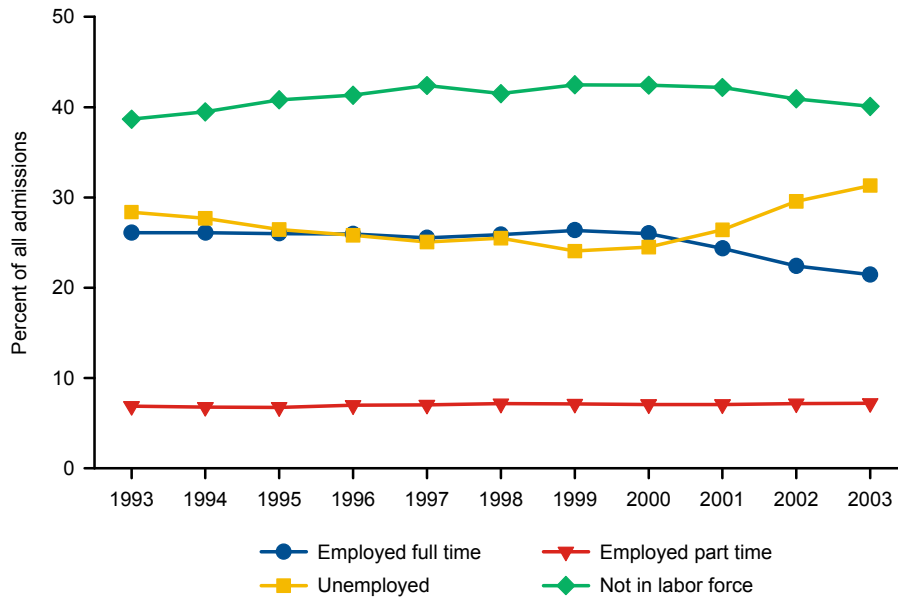 50
40
30
20
10
0
Percent of all admissions
1993 1994 1995 1996 1997 1998 1999 2000 2001 2002 2003
Employed full time Employed part time
Unemployed Not in labor force